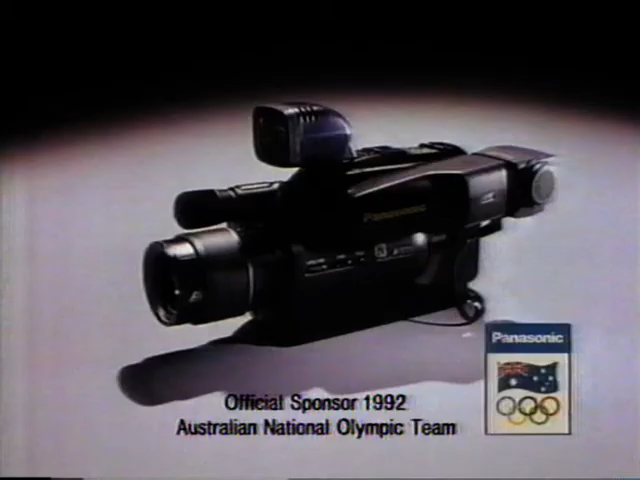 Panasonic
Panasonic
Official Sponsor 1992
Australian National Olympic Team